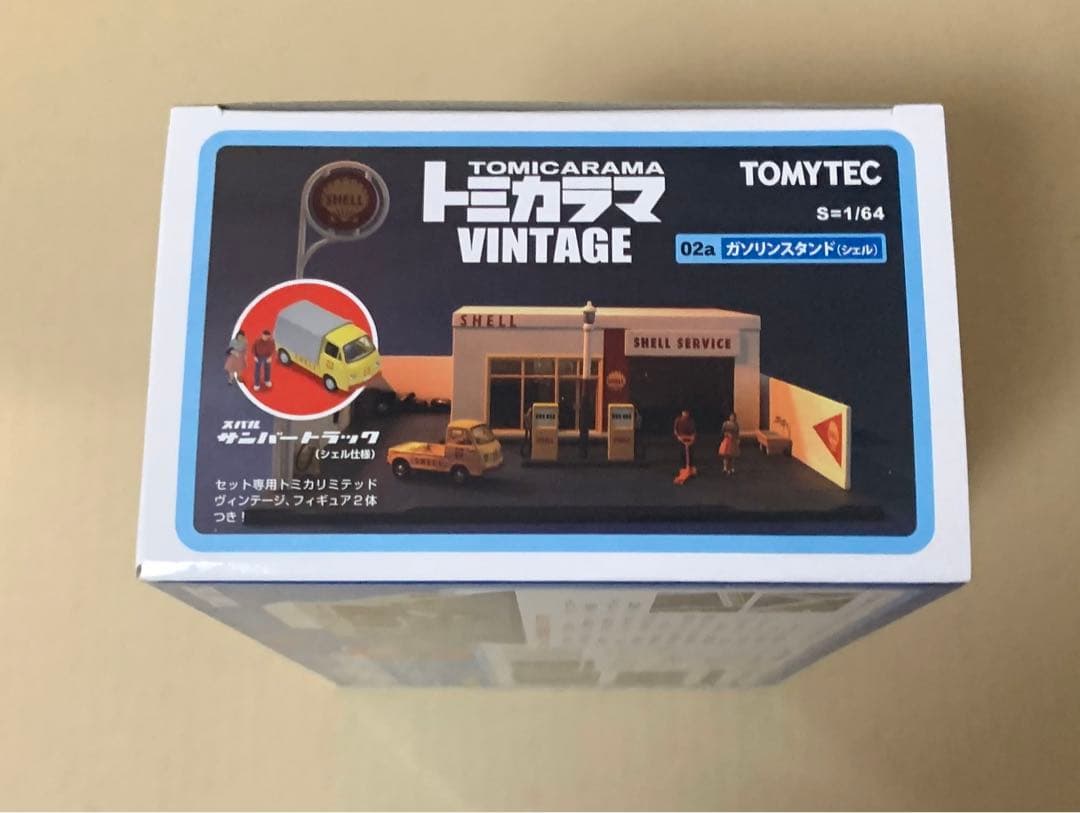 TOMICARAMA
トミカラマ
VINTAGE
TOMYTEC
S=1/64
02a ガソリンスタンド(シェル)
SHELL
SHELL
SHELL SERVICE
SHELL
スバル
サンバートラック
(シェル仕様)
SHELL
セット専用トミカリミテッド
ヴィンテージ、フィギュア2体
つき!